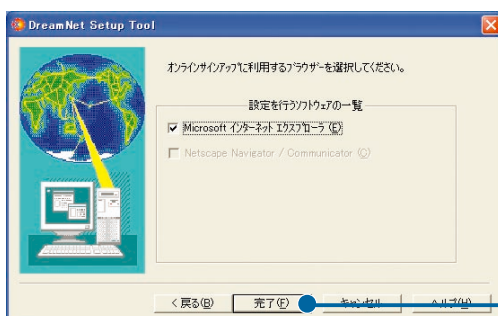 DreamNet Setup Tool
オンラインサインアップに利用するブラウザーを選択してください。
設定を行うソフトウェアの一覧
Microsoft インターネット エクスプローラ (E)
Netscape Navigator / Communicator (C)
< 戻る(B) 完了(F) キャンセル ヘルプ(H)